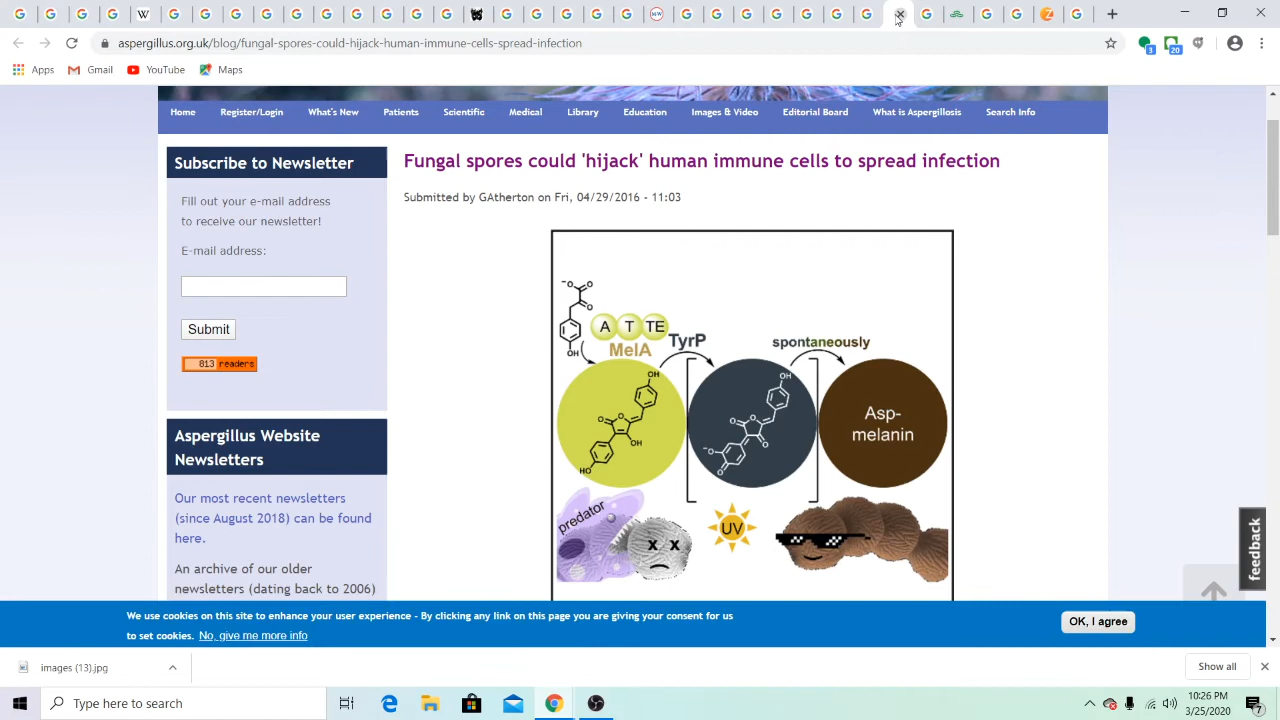 aspergillus.org.uk/blog/fungal-spores-could-hijack-human-immune-cells-spread-infection
3
20
Apps
Gmail
YouTube
Maps
Home
Register/Login
What's New
Patients
Scientific
Medical
Library
Education
Images & Video
Editorial Board
What is Aspergillosis
Search Info
Subscribe to Newsletter
Fill out your e-mail address
to receive our newsletter!
E-mail address:
Submit
813 readers
Aspergillus Website
Newsletters
Our most recent newsletters
(since August 2018) can be found
here.
An archive of our older
newsletters (dating back to 2006)
Fungal spores could 'hijack' human immune cells to spread infection
Submitted by GAtherton on Fri, 04/29/2016 - 11:03
⁻O
O
O
OH
A T TE
MelA
TyrP
spontaneously
OH
O
O
OH
HO
OH
O
O
O
⁻O
O
Asp-
melanin
predator
x x
UV
feedback
We use cookies on this site to enhance your user experience - By clicking any link on this page you are giving your consent for us
to set cookies. No, give me more info
OK, I agree
images (13).jpg
Show all
Type here to search
10:26 PM
3/25/2020
7